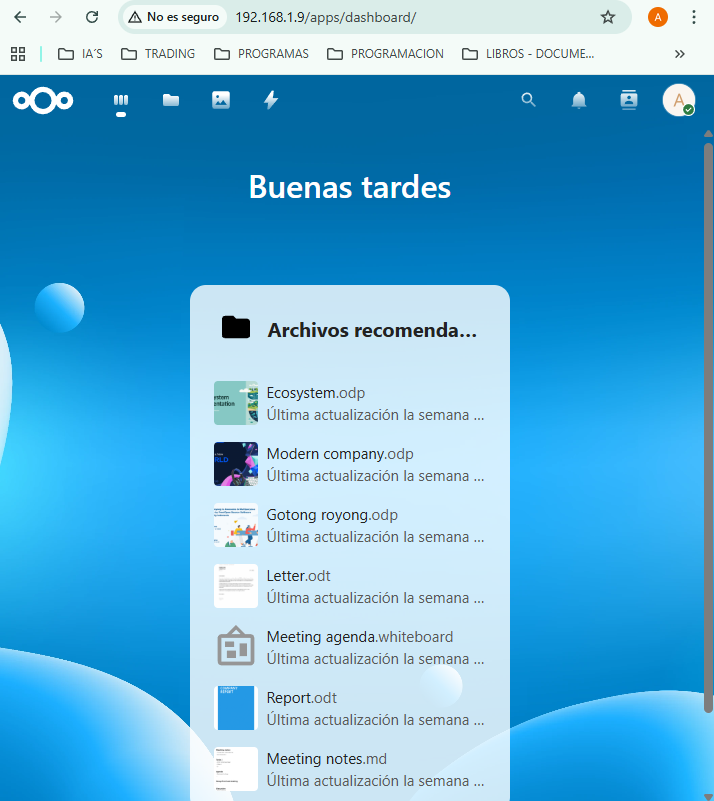 No es seguro
192.168.1.9/apps/dashboard/
A
IA´S
TRADING
PROGRAMAS
PROGRAMACION
LIBROS - DOCUME...
A
Buenas tardes
Archivos recomenda...
Ecosystem.odp
Última actualización la semana ...
Modern company.odp
Última actualización la semana ...
Gotong royong.odp
Última actualización la semana ...
Letter.odt
Última actualización la semana ...
Meeting agenda.whiteboard
Última actualización la semana ...
Report.odt
Última actualización la semana ...
Meeting notes.md
Última actualización la semana ...